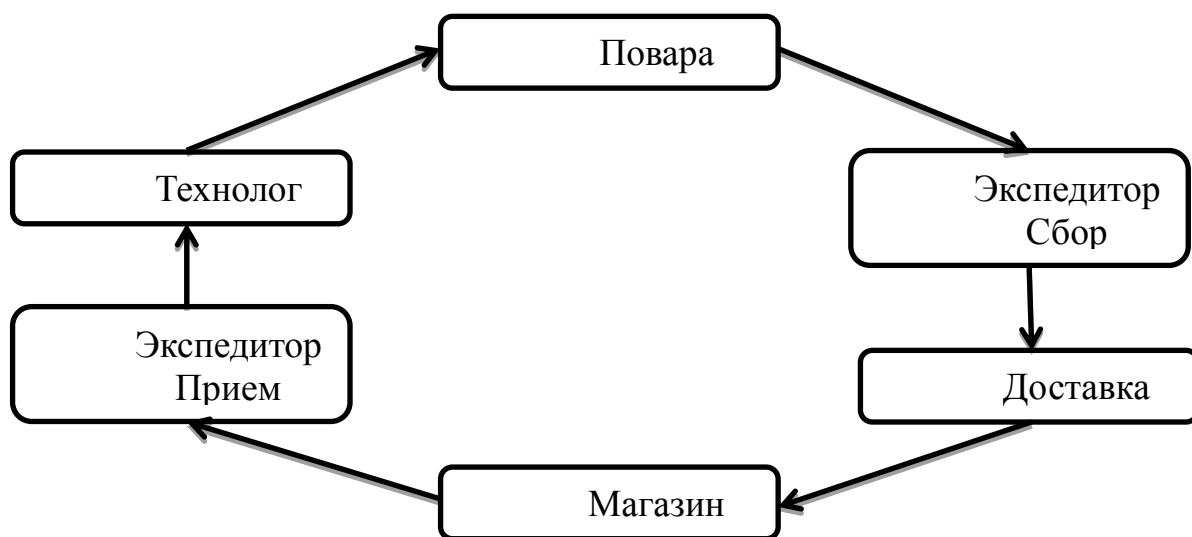 Повара
Технолог
Экспедитор
Сбор
Экспедитор
Прием
Доставка
Магазин